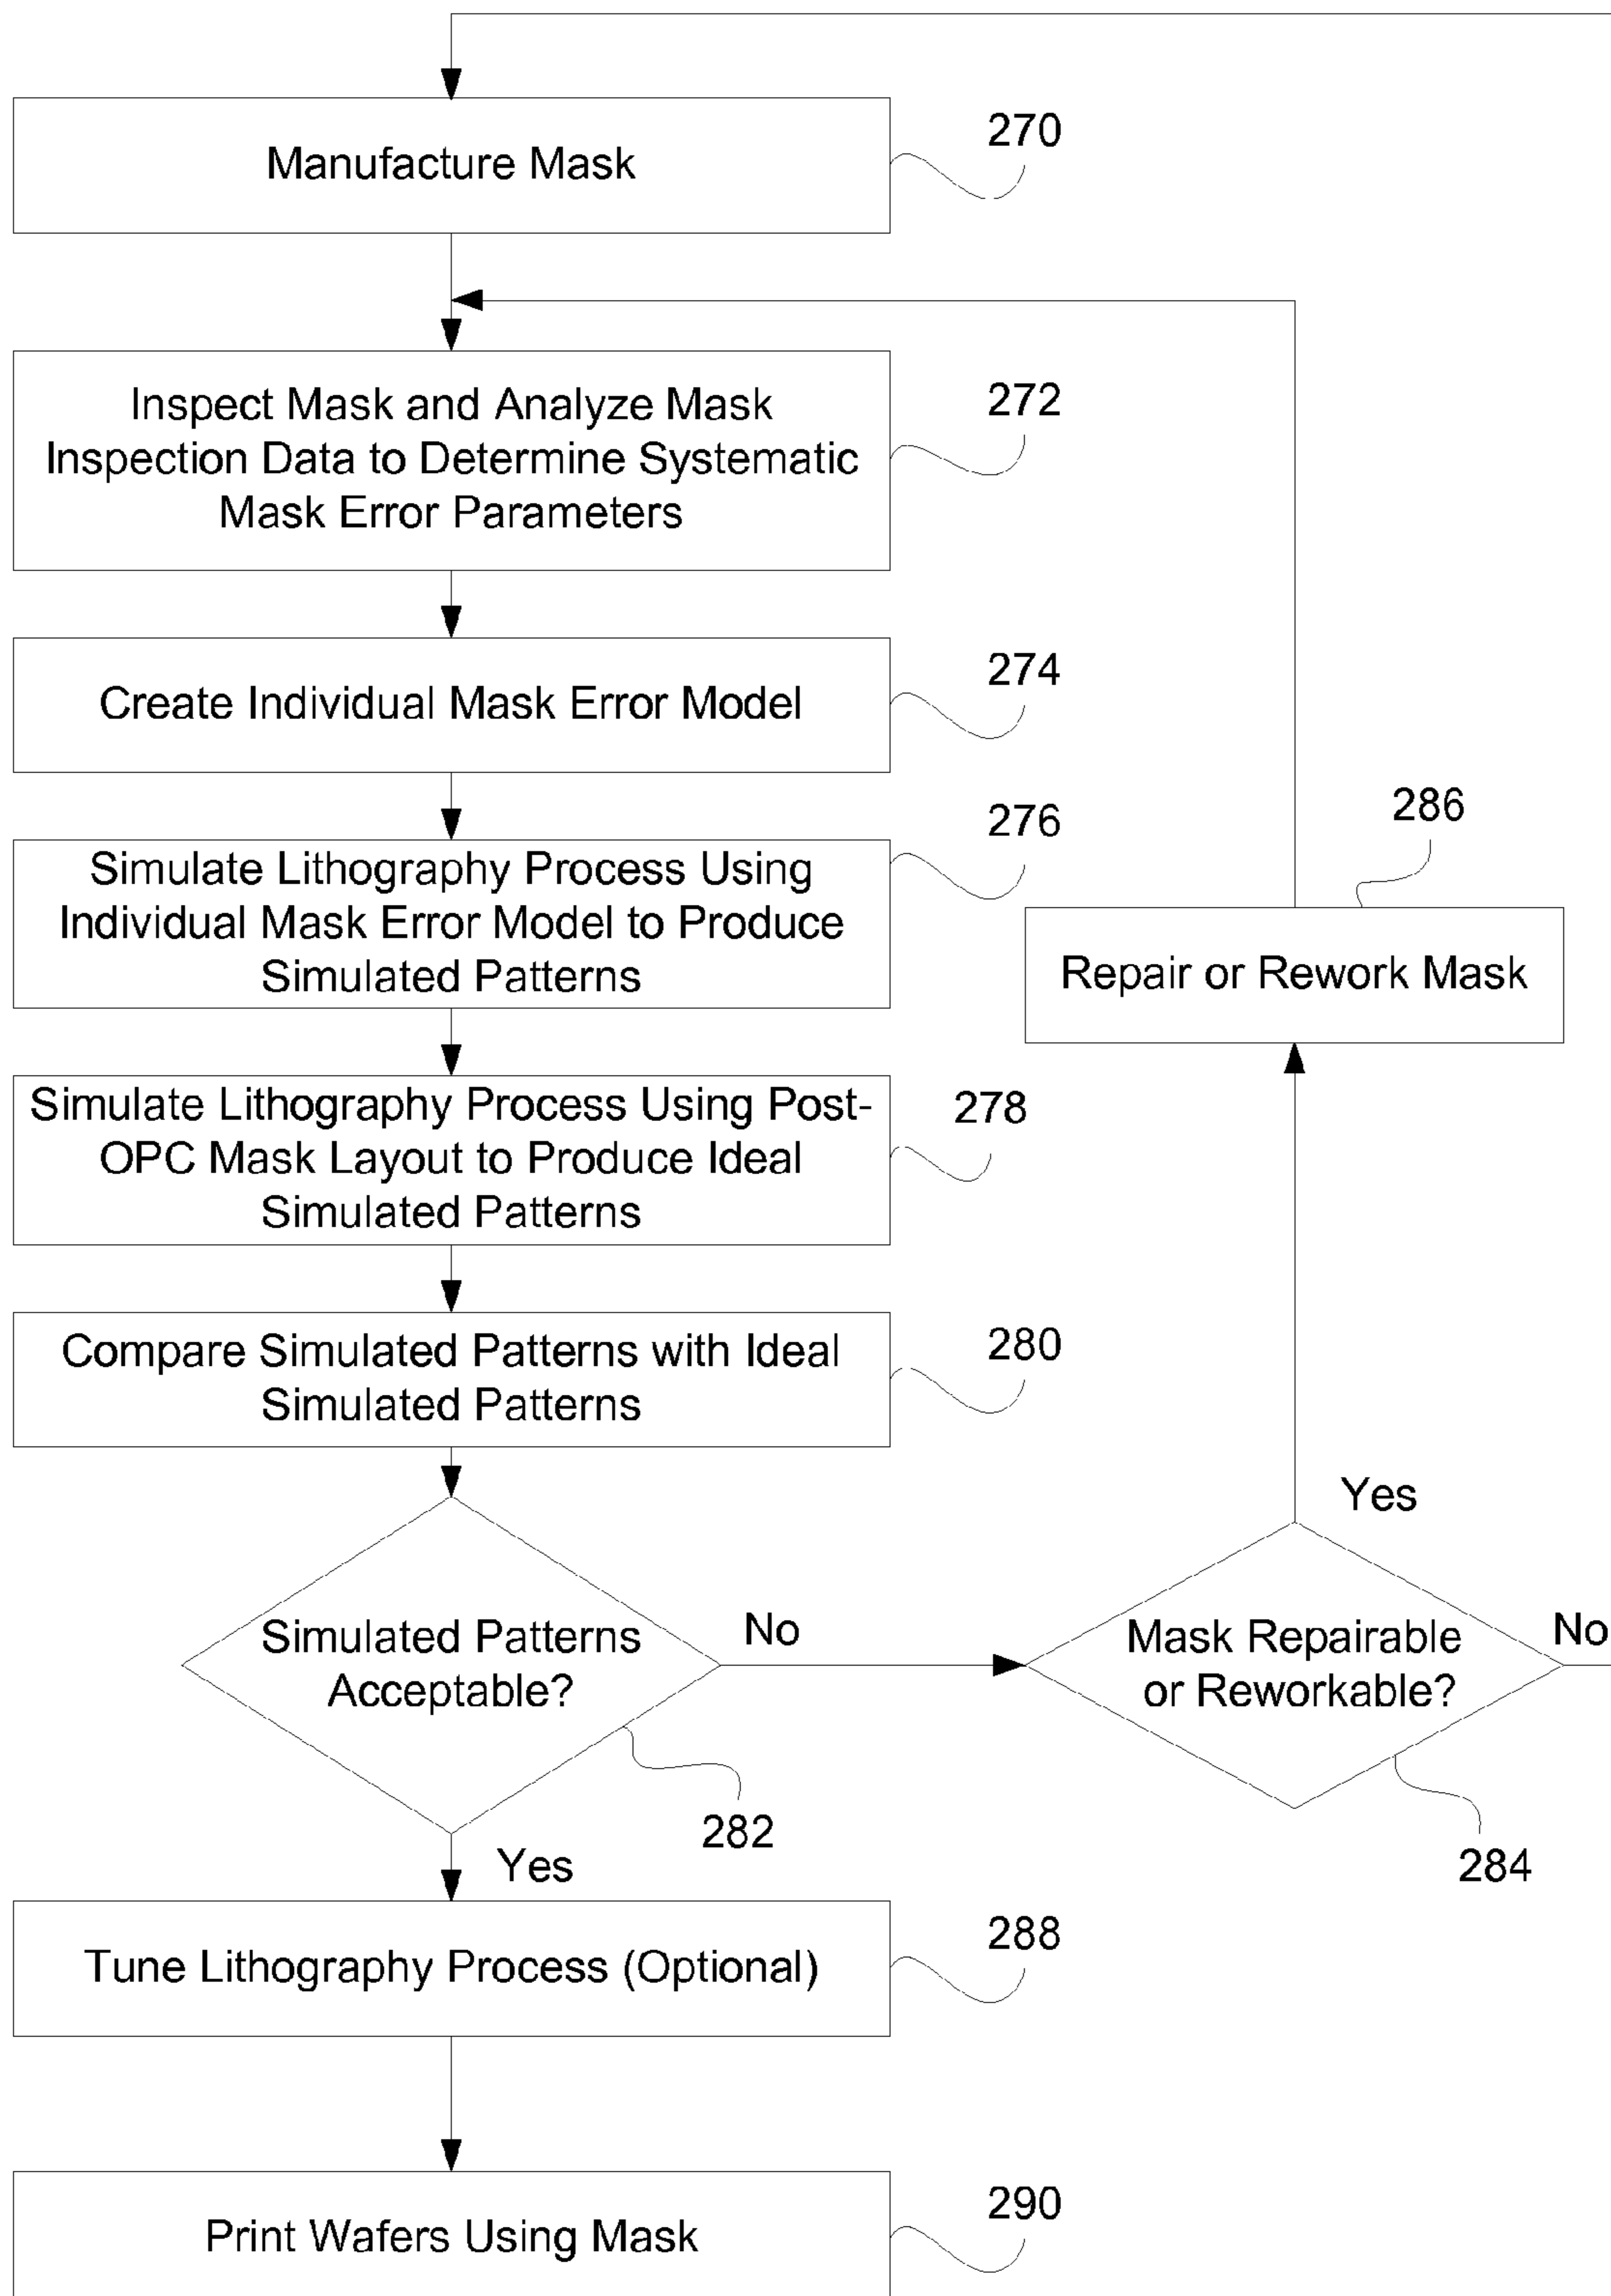 Manufacture Mask
270
Inspect Mask and Analyze Mask
Inspection Data to Determine Systematic
Mask Error Parameters
272
Create Individual Mask Error Model
274
Simulate Lithography Process Using
Individual Mask Error Model to Produce
Simulated Patterns
276
286
Repair or Rework Mask
Simulate Lithography Process Using Post-
OPC Mask Layout to Produce Ideal
Simulated Patterns
278
Compare Simulated Patterns with Ideal
Simulated Patterns
280
Yes
Simulated Patterns
Acceptable?
No
Mask Repairable
or Reworkable?
No
282
284
Yes
Tune Lithography Process (Optional)
288
Print Wafers Using Mask
290